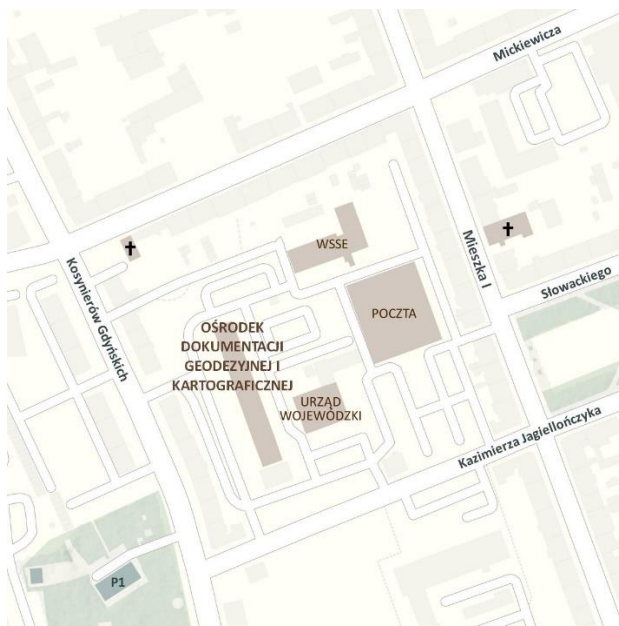 Mickiewicza
WSSE
Mieszka I
Słowackiego
Kosynierów Gdyńskich
POCZTA
OŚRODEK
DOKUMENTACJI
GEODEZYJNEJ I
KARTOGRAFICZNEJ
URZĄD
WOJEWÓDZKI
Kazimierza Jagiellończyka
P1